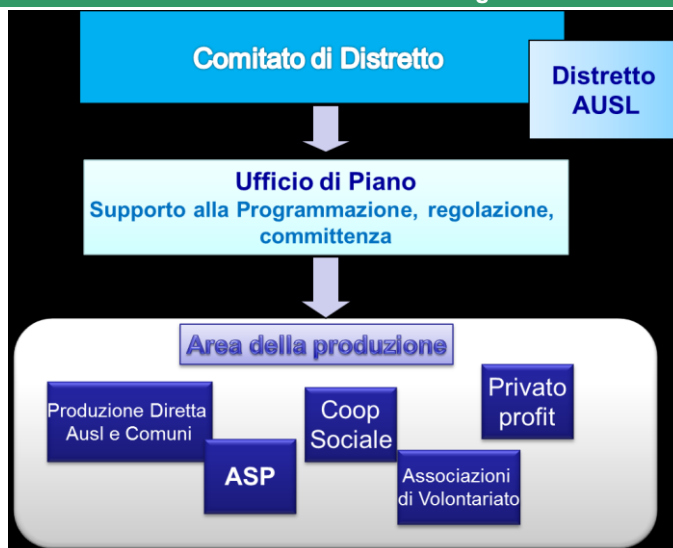 Comitato di Distretto
Distretto
AUSL
Ufficio di Piano
Supporto alla Programmazione, regolazione,
committenza
Area della produzione
Produzione Diretta
Ausl e Comuni
ASP
Coop
Sociale
Associazioni
di Volontariato
Privato
profit